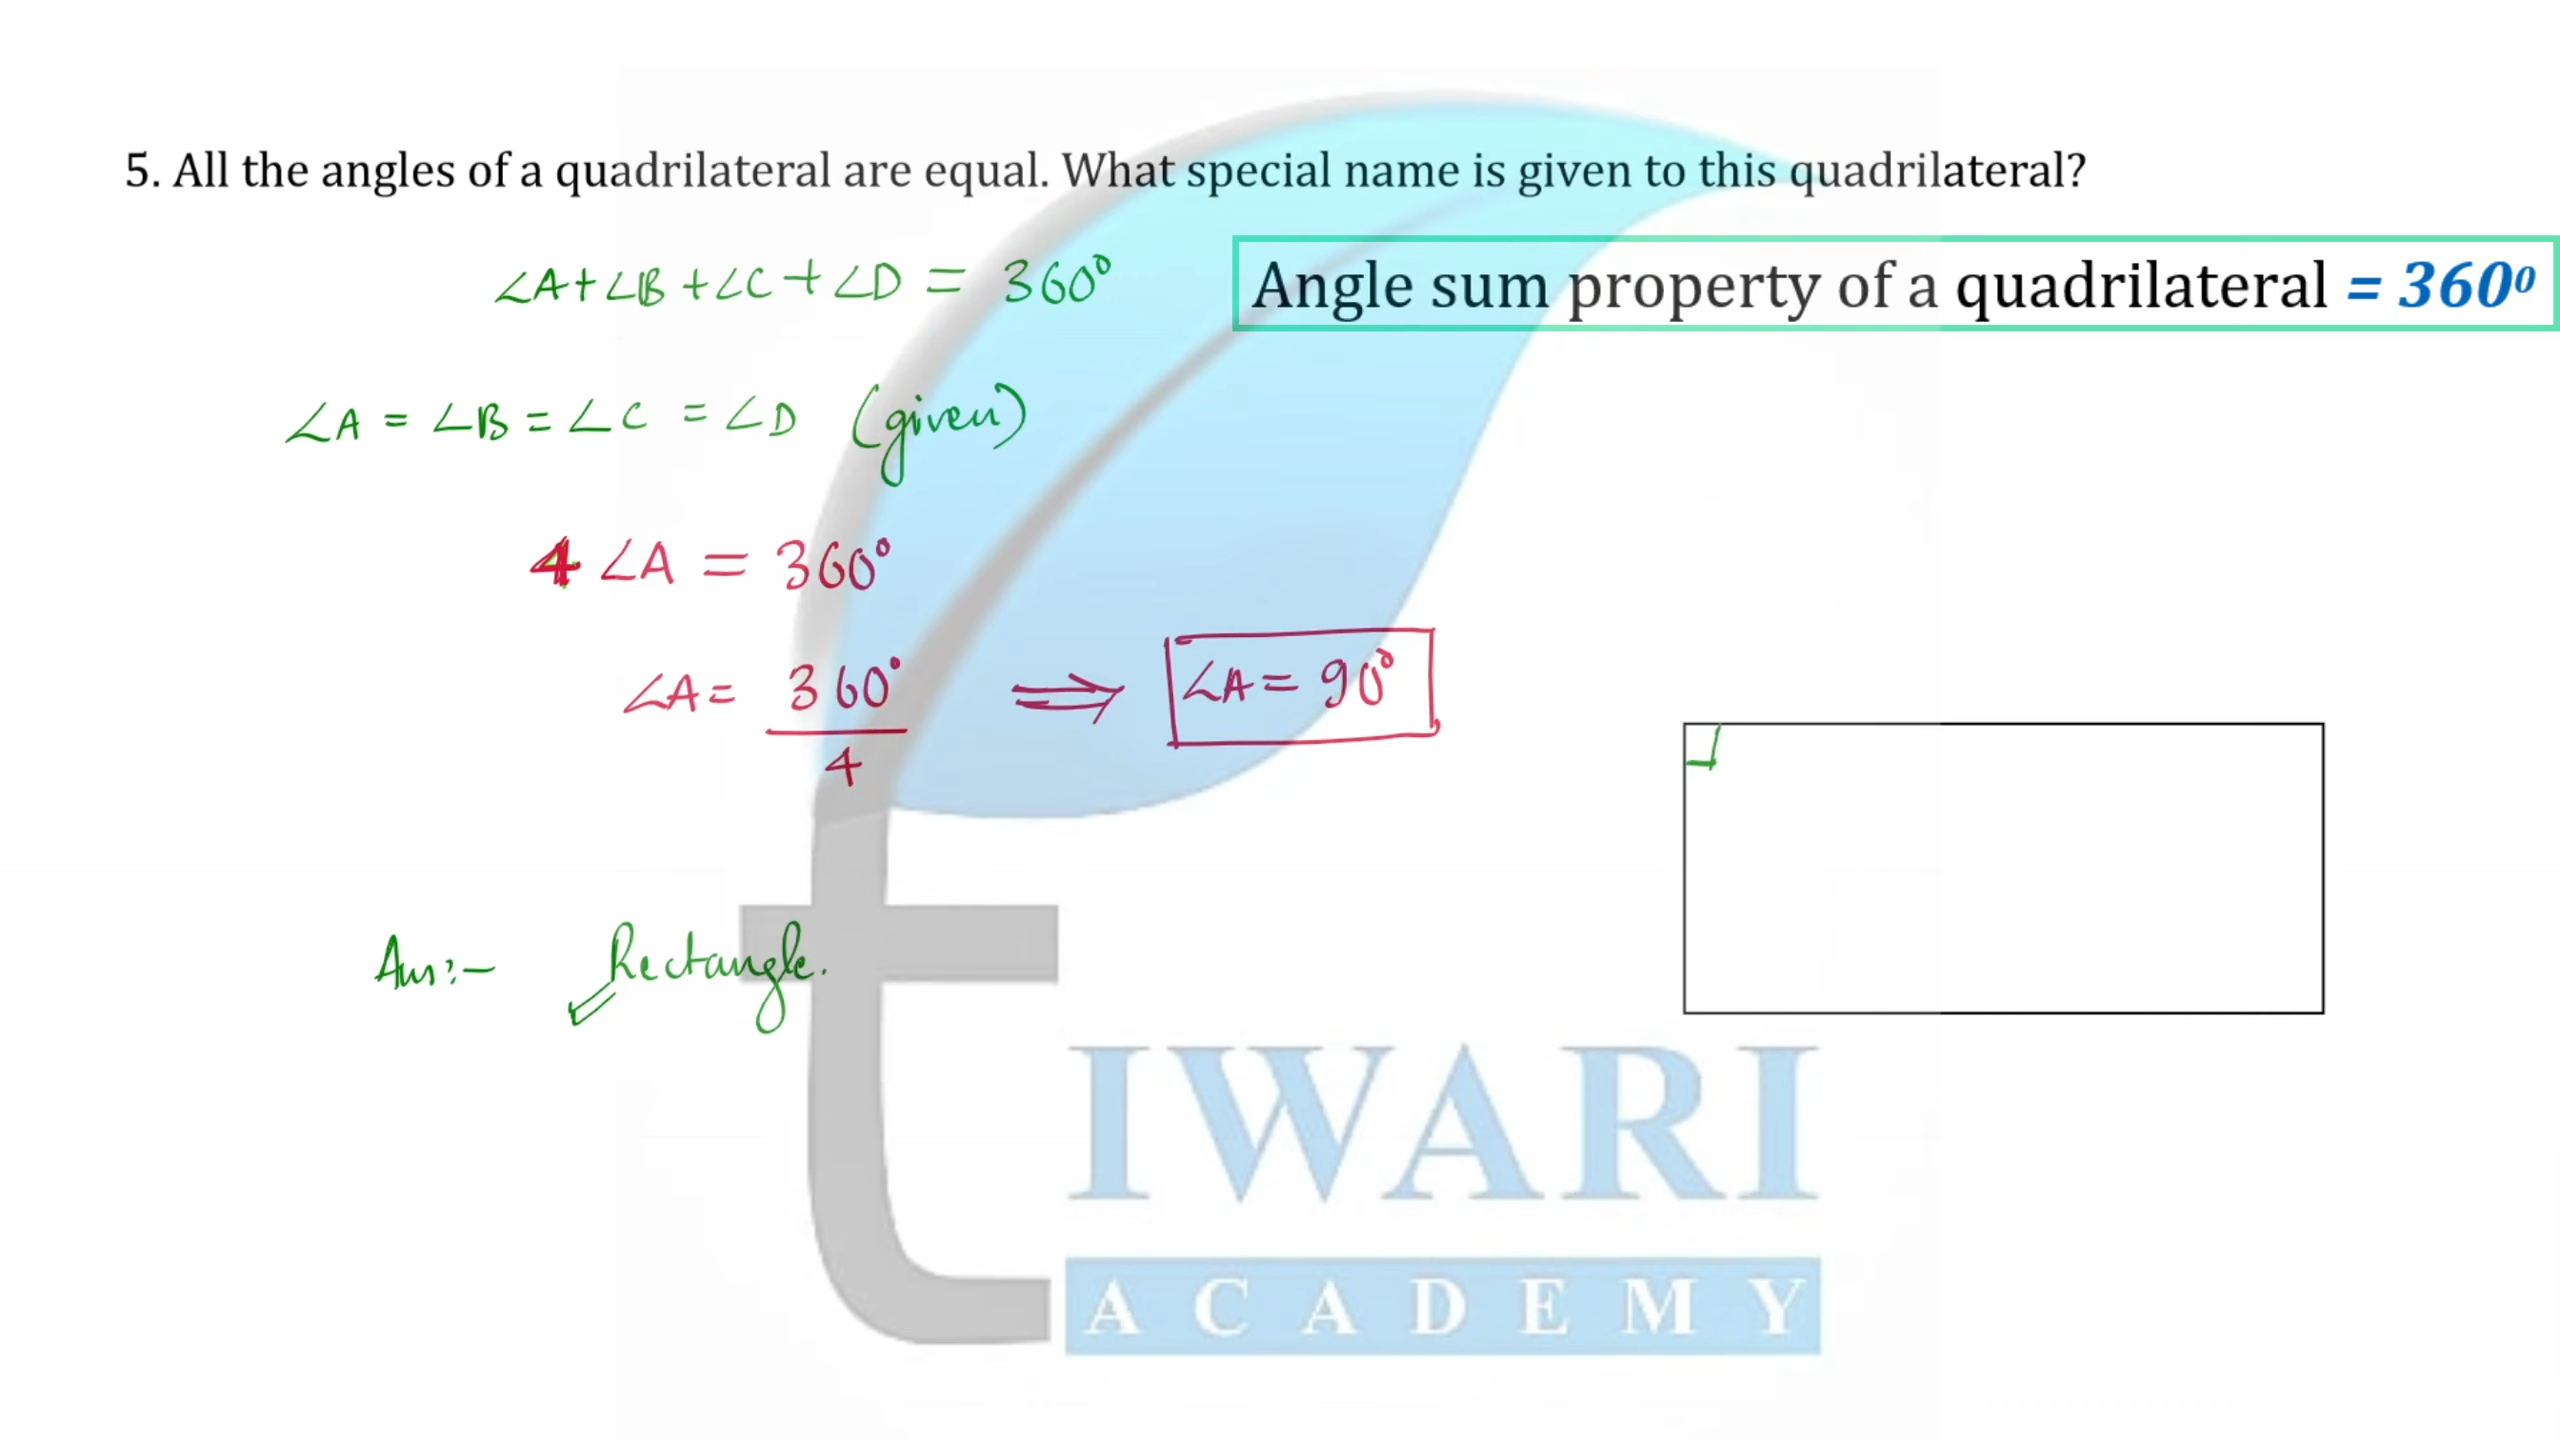 5. All the angles of a quadrilateral are equal. What special name is given to this quadrilateral?
∠A+∠B+∠C+∠D = 360°
Angle sum property of a quadrilateral = 360⁰
∠A = ∠B = ∠C = ∠D (given)
4 ∠A = 360°
∠A = 360°/4 ⟹ ∠A = 90°
Ans:- Rectangle.
tIWARI
ACADEMY